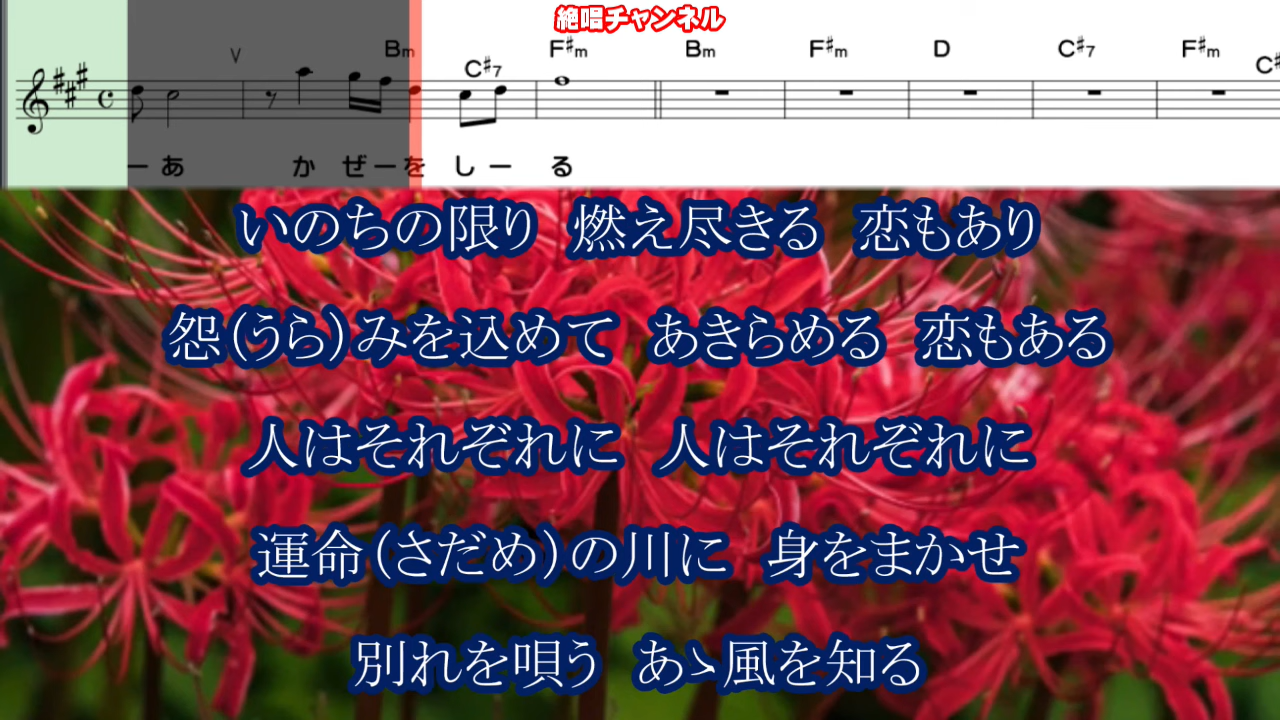 絶唱チャンネル
Bm C#7 F#m Bm F#m D C#7 F#m C#
ーあ か ぜーを しー る
いのちの限り 燃え尽きる 恋もあり
怨(うら)みを込めて あきらめる 恋もある
人はそれぞれに 人はそれぞれに
運命(さだめ)の川に 身をまかせ
別れを唄う あゝ風を知る